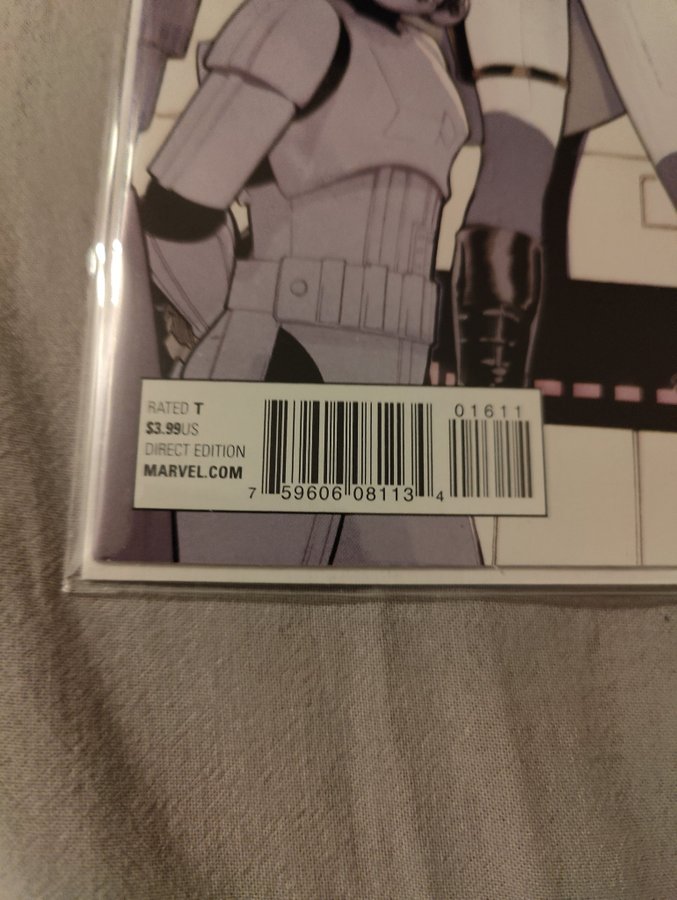 RATED T
$3.99US
DIRECT EDITION
MARVEL.COM
7 59606 08113 4
01611